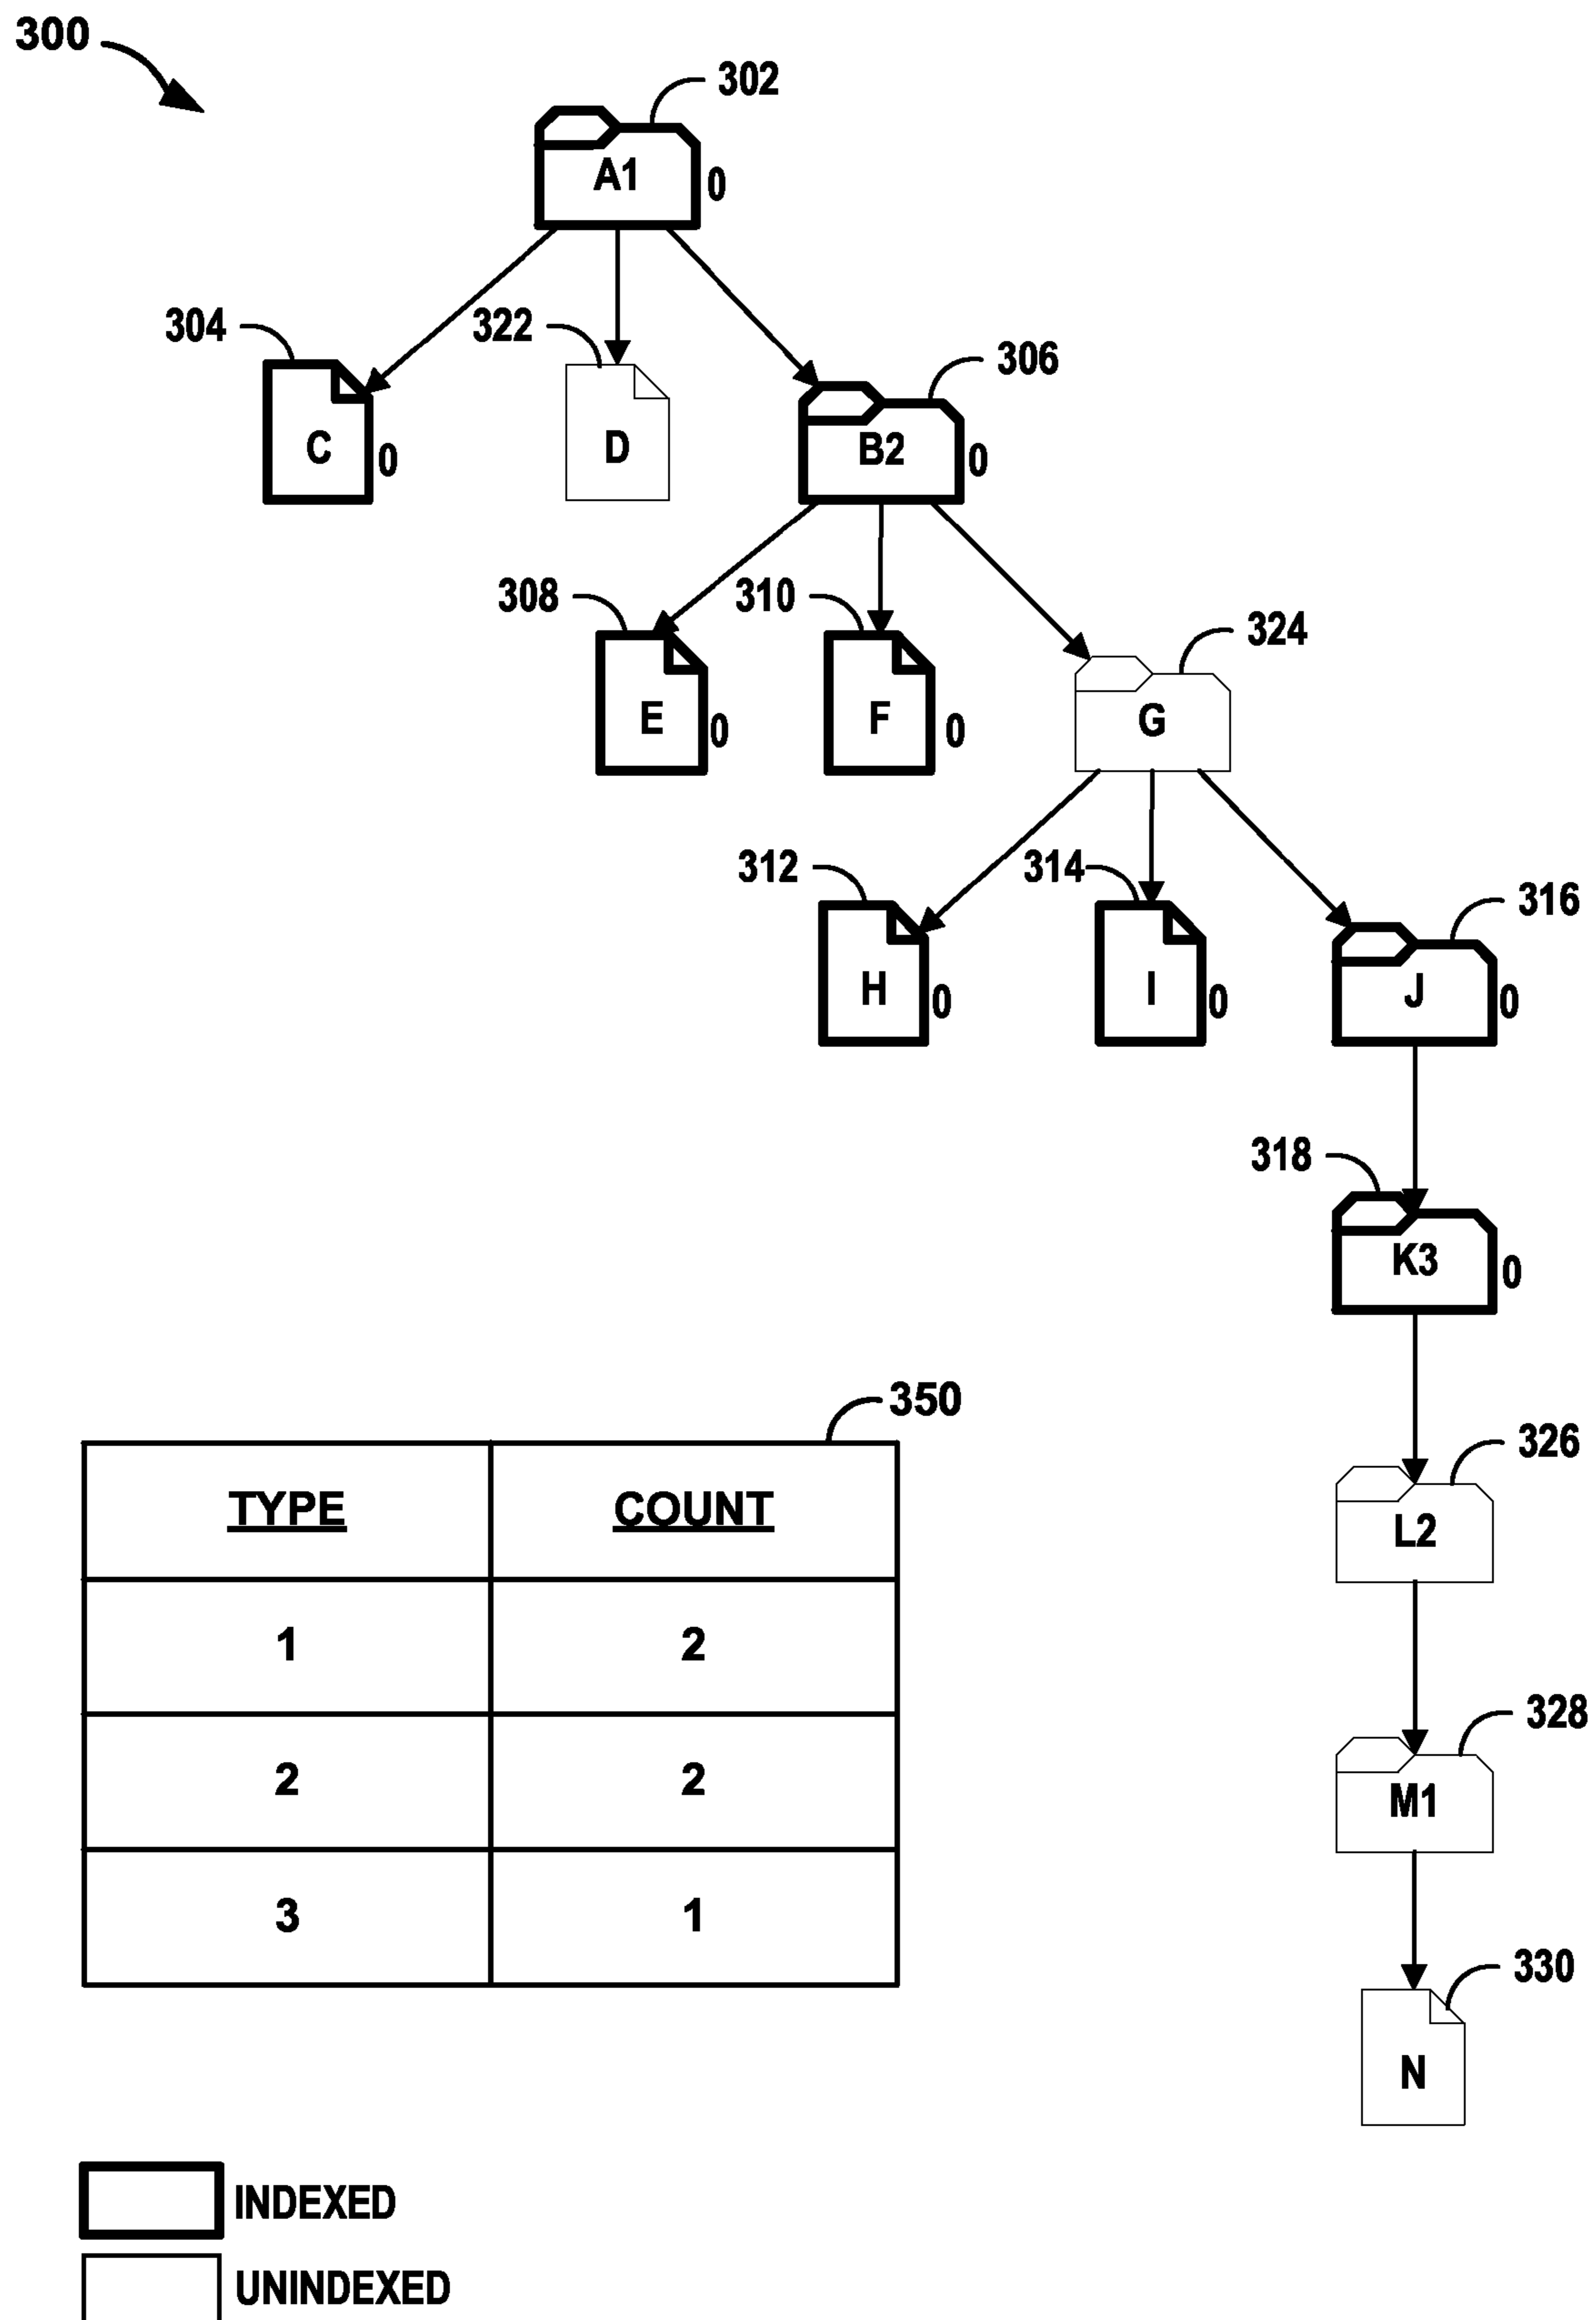 300
302
A1 0
304 322
306
C 0 D B2 0
308 310
324
E 0 F 0 G
312 314
316
H 0 I 0 J 0
318
K3 0
350
326
TYPE COUNT
L2
1 2
328
2 2
M1
3 1
330
N
INDEXED
UNINDEXED